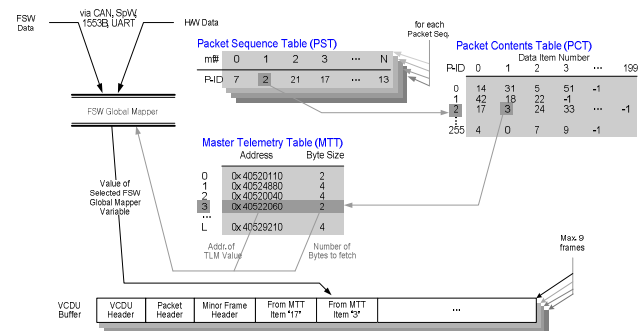 FSW
Data
via CAN, SpW,
1553B, UART
H/W Data
for each
Packet Seq.
Packet Sequence Table (PST)
mf# 0 1 2 3 ... N
P-ID 7 2 21 17 ... 13
Packet Contents Table (PCT)
Data Item Number
P-ID 0 1 2 3 ... 199
0 14 31 5 51 -1
1 42 18 22 -1
2 17 3 24 33 ... -1
...
255 4 0 7 9 -1
FSW Global Mapper
Master Telemetry Table (MTT)
Address Byte Size
0 0x40520110 2
1 0x40524880 4
2 0x40520040 4
3 0x40522060 2
...
L 0x40529210 4
Value of
Selected FSW
Global Mapper
Variable
Addr. of
TLM Value
Number of
Bytes to fetch
Max. 9
frames
VCDU
Buffer
VCDU
Header
Packet
Header
Minor Frame
Header
From MTT
Item "17"
From MTT
Item "3"
...